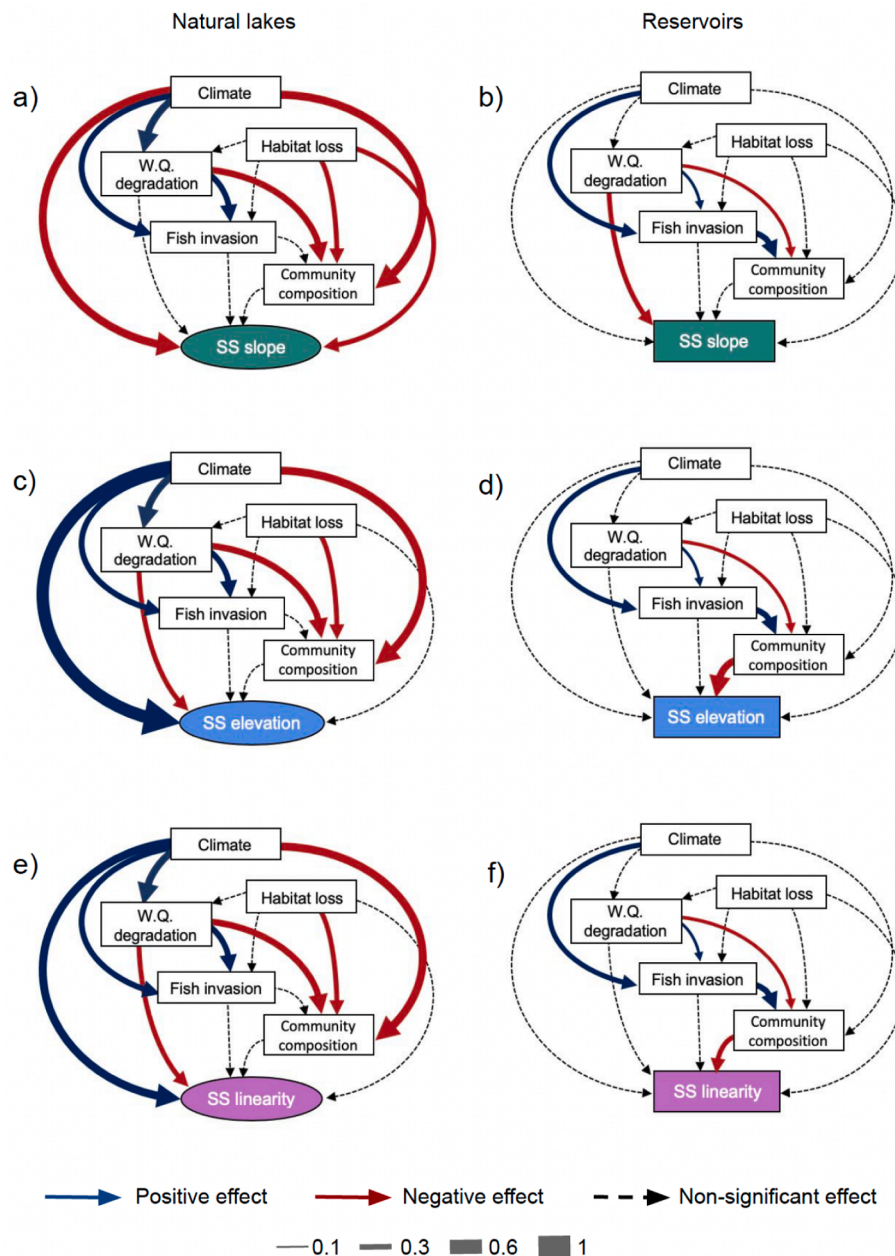 Natural lakes
Reservoirs
a)
Climate
Habitat loss
W.Q.
degradation
Fish invasion
Community
composition
SS slope
b)
Climate
Habitat loss
W.Q.
degradation
Fish invasion
Community
composition
SS slope
c)
Climate
Habitat loss
W.Q.
degradation
Fish invasion
Community
composition
SS elevation
d)
Climate
Habitat loss
W.Q.
degradation
Fish invasion
Community
composition
SS elevation
e)
Climate
Habitat loss
W.Q.
degradation
Fish invasion
Community
composition
SS linearity
f)
Climate
Habitat loss
W.Q.
degradation
Fish invasion
Community
composition
SS linearity
Positive effect
Negative effect
Non-significant effect
0.1
0.3
0.6
1